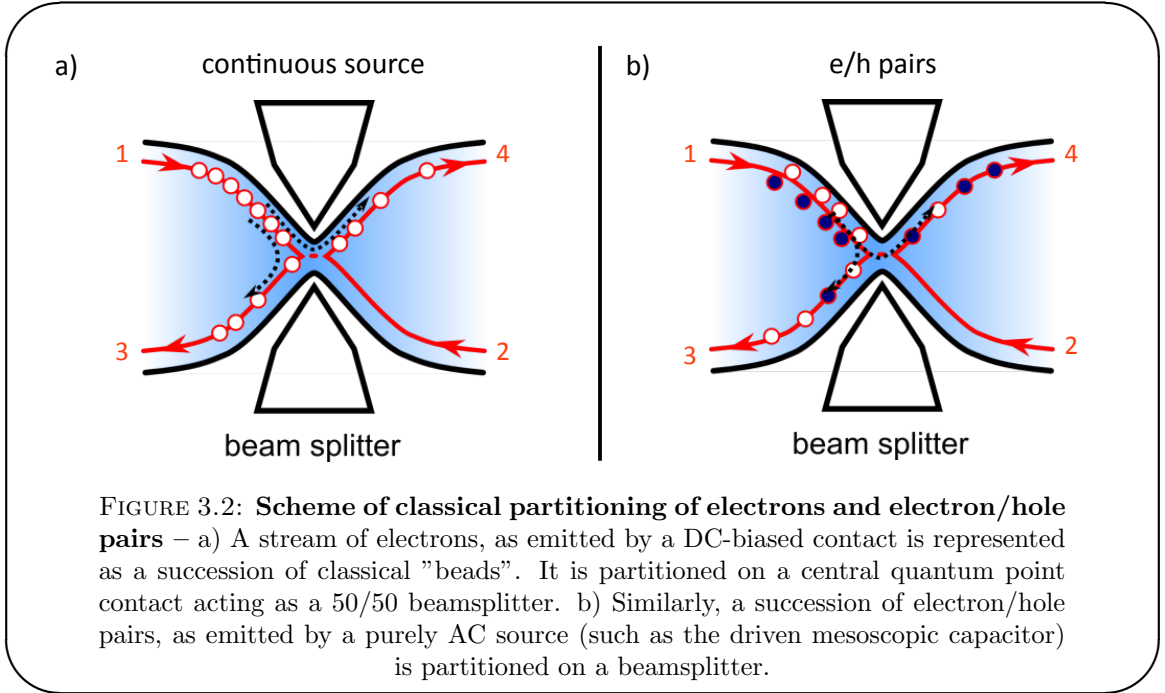 a)
continuous source
1
4
3
2
beam splitter
b)
e/h pairs
1
4
3
2
beam splitter
FIGURE 3.2: Scheme of classical partitioning of electrons and electron/hole
pairs – a) A stream of electrons, as emitted by a DC-biased contact is represented
as a succession of classical ”beads”. It is partitioned on a central quantum point
contact acting as a 50/50 beamsplitter. b) Similarly, a succession of electron/hole
pairs, as emitted by a purely AC source (such as the driven mesoscopic capacitor)
is partitioned on a beamsplitter.